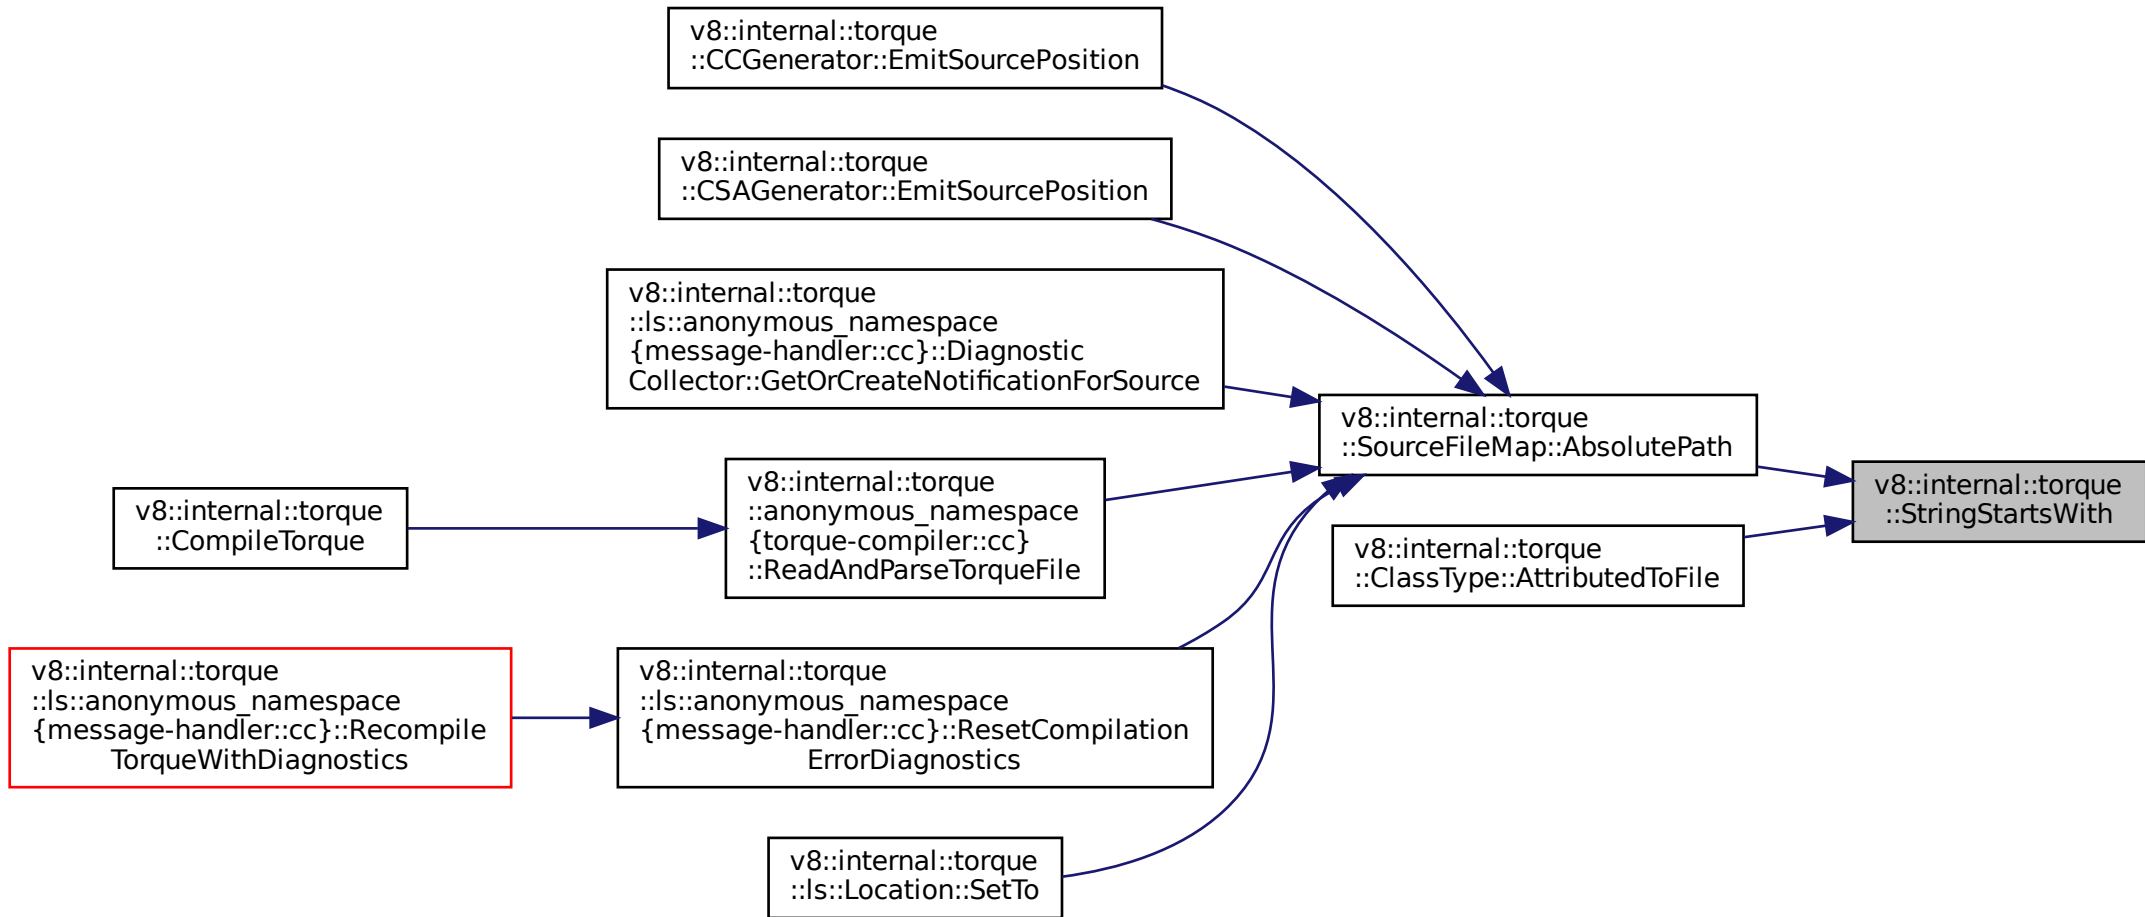 v8::internal::torque
::CCGenerator::EmitSourcePosition
v8::internal::torque
::CSAGenerator::EmitSourcePosition
v8::internal::torque
::ls::anonymous_namespace
{message-handler::cc}::Diagnostic
Collector::GetOrCreateNotificationForSource
v8::internal::torque
::SourceFileMap::AbsolutePath
v8::internal::torque
::StringStartsWith
v8::internal::torque
::anonymous_namespace
{torque-compiler::cc}
::ReadAndParseTorqueFile
v8::internal::torque
::CompileTorque
v8::internal::torque
::ClassType::AttributedToFile
v8::internal::torque
::ls::anonymous_namespace
{message-handler::cc}::Recompile
TorqueWithDiagnostics
v8::internal::torque
::ls::anonymous_namespace
{message-handler::cc}::ResetCompilation
ErrorDiagnostics
v8::internal::torque
::ls::Location::SetTo